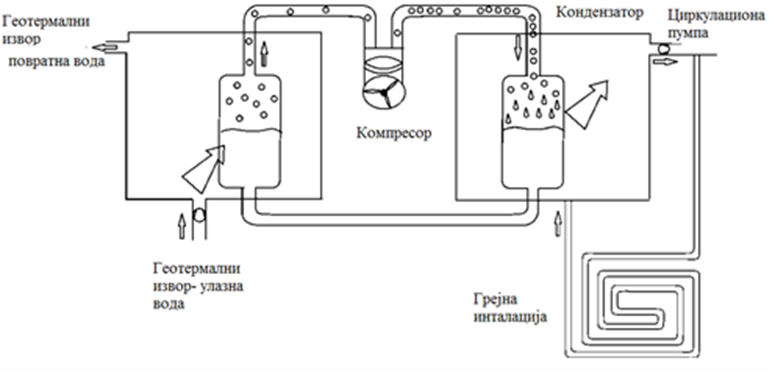 Геотермални
извор
повратна вода
Кондензатор
Циркулациона
пумпа
Компресор
Геотермални
извор- улазна
вода
Грејна
инталација